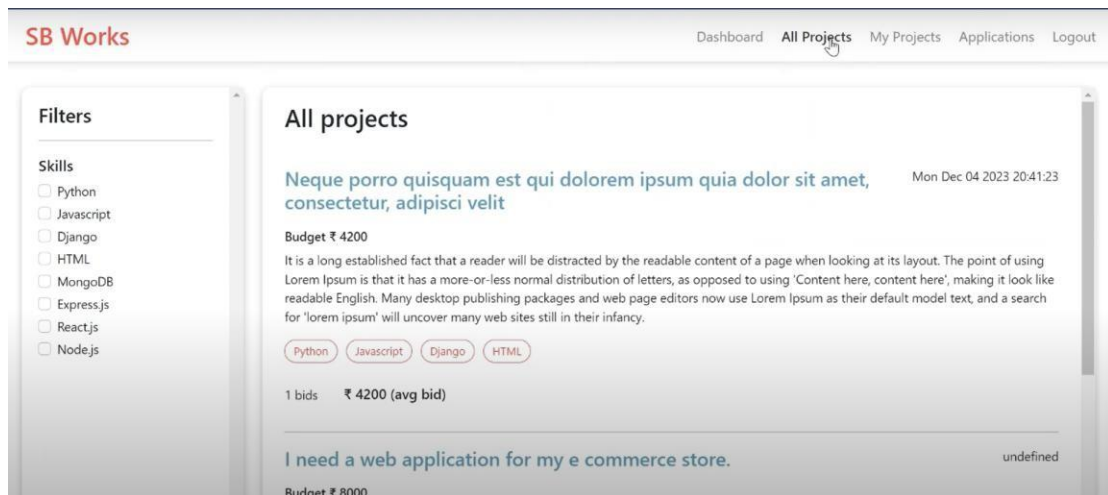 SB Works
Dashboard All Projects My Projects Applications Logout
Filters
Skills
Python
Javascript
Django
HTML
MongoDB
Express.js
React.js
Node.js
All projects
Neque porro quisquam est qui dolorem ipsum quia dolor sit amet,
consectetur, adipisci velit
Mon Dec 04 2023 20:41:23
Budget ₹ 4200
It is a long established fact that a reader will be distracted by the readable content of a page when looking at its layout. The point of using
Lorem Ipsum is that it has a more-or-less normal distribution of letters, as opposed to using 'Content here, content here', making it look like
readable English. Many desktop publishing packages and web page editors now use Lorem Ipsum as their default model text, and a search
for 'lorem ipsum' will uncover many web sites still in their infancy.
Python Javascript Django HTML
1 bids ₹ 4200 (avg bid)
I need a web application for my e commerce store.
undefined
Budget ₹ 8000